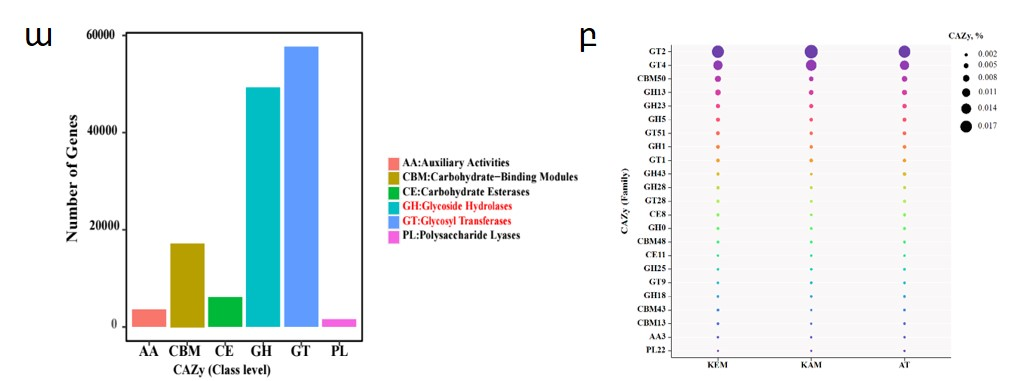 ա
60000
40000
20000
0
Number of Genes
AA CBM CE GH GT PL
CAZy (Class level)
AA:Auxiliary Activities
CBM:Carbohydrate−Binding Modules
CE:Carbohydrate Esterases
GH:Glycoside Hydrolases
GT:Glycosyl Transferases
PL:Polysaccharide Lyases
բ
CAZy (Family)
GT2
GT4
CBM50
GH13
GH23
GH5
GT51
GH1
GT1
GH43
GH28
GT28
CE8
GH0
CBM48
CE11
GH25
GT9
GH18
CBM43
CBM13
AA3
PL22
KEM KAM AT
CAZy, %
0.002
0.005
0.008
0.011
0.014
0.017